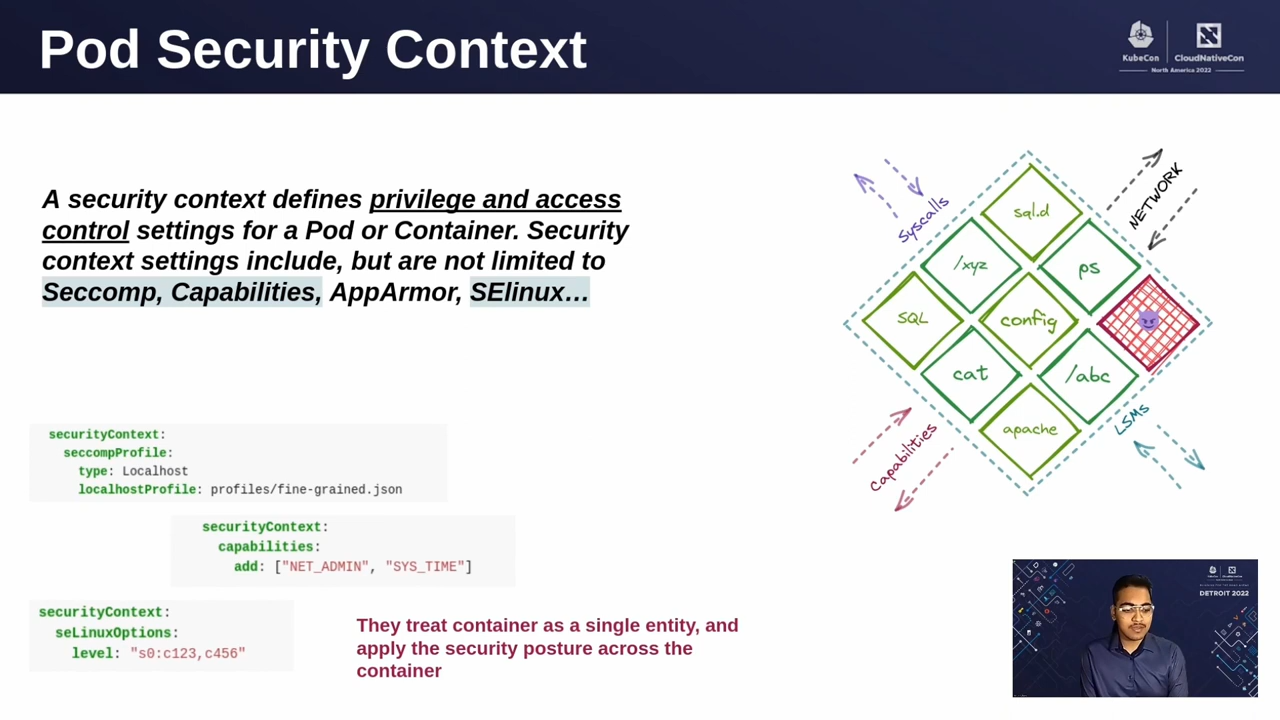 Pod Security Context
KubeCon
CloudNativeCon
North America 2022
A security context defines privilege and access
control settings for a Pod or Container. Security
context settings include, but are not limited to
Seccomp, Capabilities, AppArmor, SElinux…
securityContext:
seccompProfile:
type: Localhost
localhostProfile: profiles/fine-grained.json
securityContext:
capabilities:
add: ["NET_ADMIN", "SYS_TIME"]
securityContext:
seLinuxOptions:
level: "s0:c123,c456"
They treat container as a single entity, and
apply the security posture across the
container
Syscalls
NETWORK
sql.d
/xyz
ps
SQL
config
cat
/abc
apache
Capabilities
LSMs
DETROIT 2022